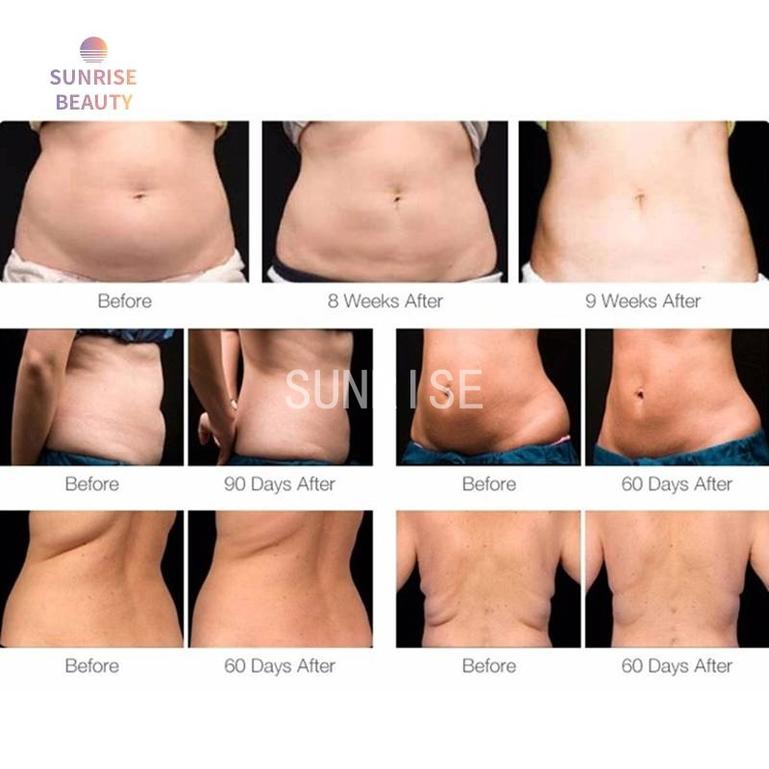 SUNRISE
BEAUTY
Before
8 Weeks After
9 Weeks After
SUNRISE
Before
90 Days After
Before
60 Days After
Before
60 Days After
Before
60 Days After